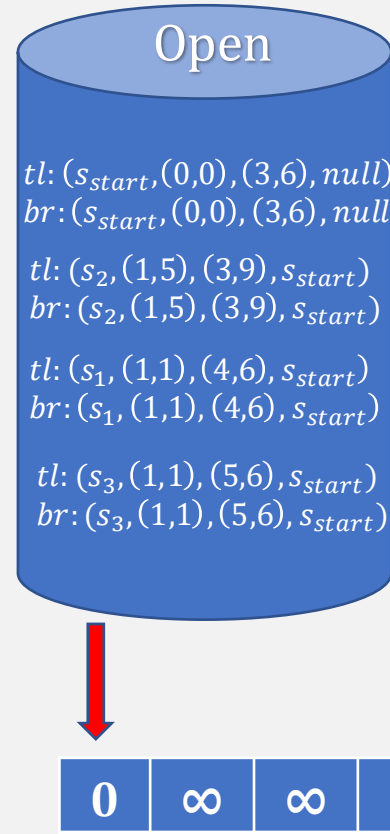 Open
tl: (s_start, (0,0), (3,6), null)
br: (s_start, (0,0), (3,6), null
tl: (s_2, (1,5), (3,9), s_start)
br: (s_2, (1,5), (3,9), s_start)
tl: (s_1, (1,1), (4,6), s_start)
br: (s_1, (1,1), (4,6), s_start)
tl: (s_3, (1,1), (5,6), s_start)
br: (s_3, (1,1), (5,6), s_start)
0 ∞ ∞